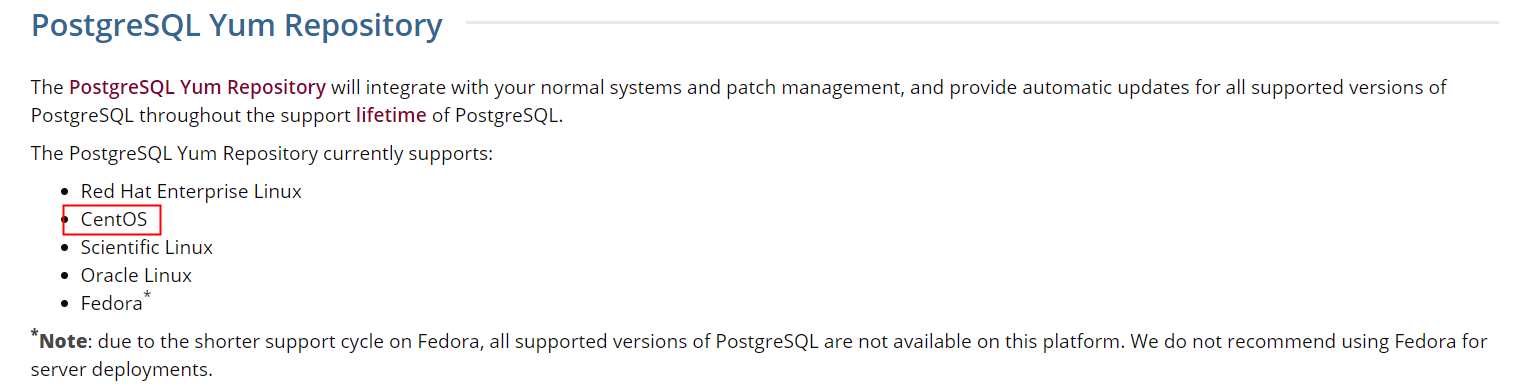 PostgreSQL Yum Repository
The PostgreSQL Yum Repository will integrate with your normal systems and patch management, and provide automatic updates for all supported versions of
PostgreSQL throughout the support lifetime of PostgreSQL.
The PostgreSQL Yum Repository currently supports:
• Red Hat Enterprise Linux
• CentOS
• Scientific Linux
• Oracle Linux
• Fedora*
*Note: due to the shorter support cycle on Fedora, all supported versions of PostgreSQL are not available on this platform. We do not recommend using Fedora for
server deployments.